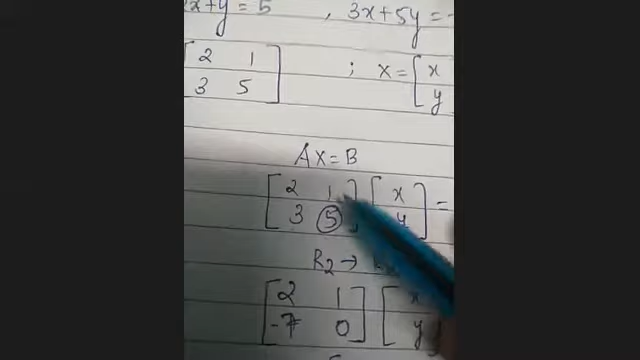 x+y = 5 , 3x+5y =
[2 1
3 5] ; X = [x
y
AX = B
[2 1
3 5] [x
y] =
R₂ →
[2 1
-7 0] [x
y]